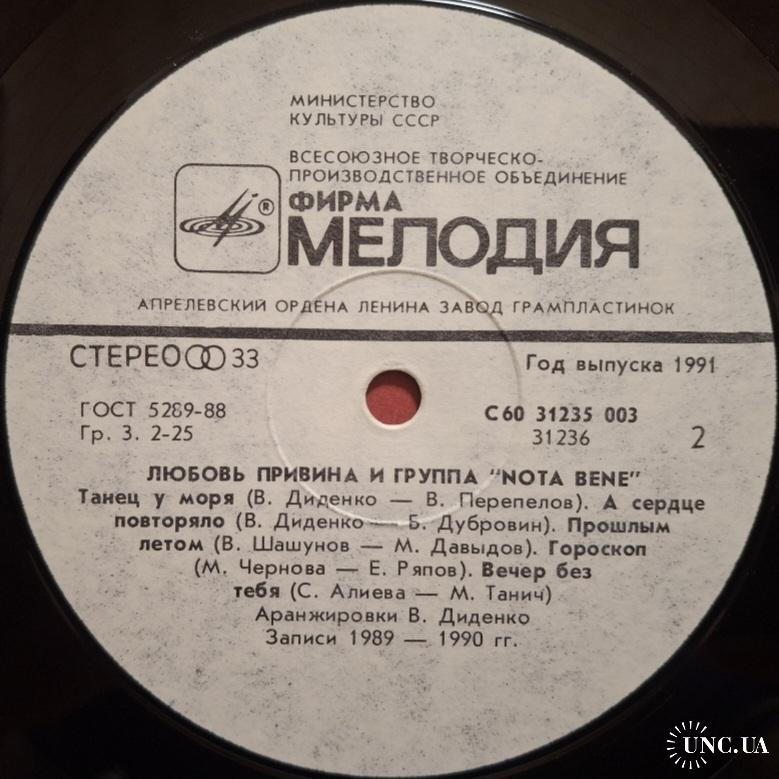 МИНИСТЕРСТВО
КУЛЬТУРЫ СССР
ВСЕСОЮЗНОЕ ТВОРЧЕСКО-
ПРОИЗВОДСТВЕННОЕ ОБЪЕДИНЕНИЕ
ФИРМА
®
МЕЛОДИЯ
АПРЕЛЕВСКИЙ ОРДЕНА ЛЕНИНА ЗАВОД ГРАМПЛАСТИНОК
СТЕРЕО 33
Год выпуска 1991
ГОСТ 5289-88
С60 31235 003
Гр. 3. 2-25
31236
2
ЛЮБОВЬ ПРИВИНА И ГРУППА "NOTA BENE"
Танец у моря (В. Диденко — В. Перепелов). А сердце
повторяло (В. Диденко — Б. Дубровин). Прошлым
летом (В. Шашунов — М. Давыдов). Гороскоп
(М. Чернова — Е. Ряпов). Вечер без
тебя (С. Алиева — М. Танич)
Аранжировки В. Диденко
Записи 1989 — 1990 гг.
UNC.UA